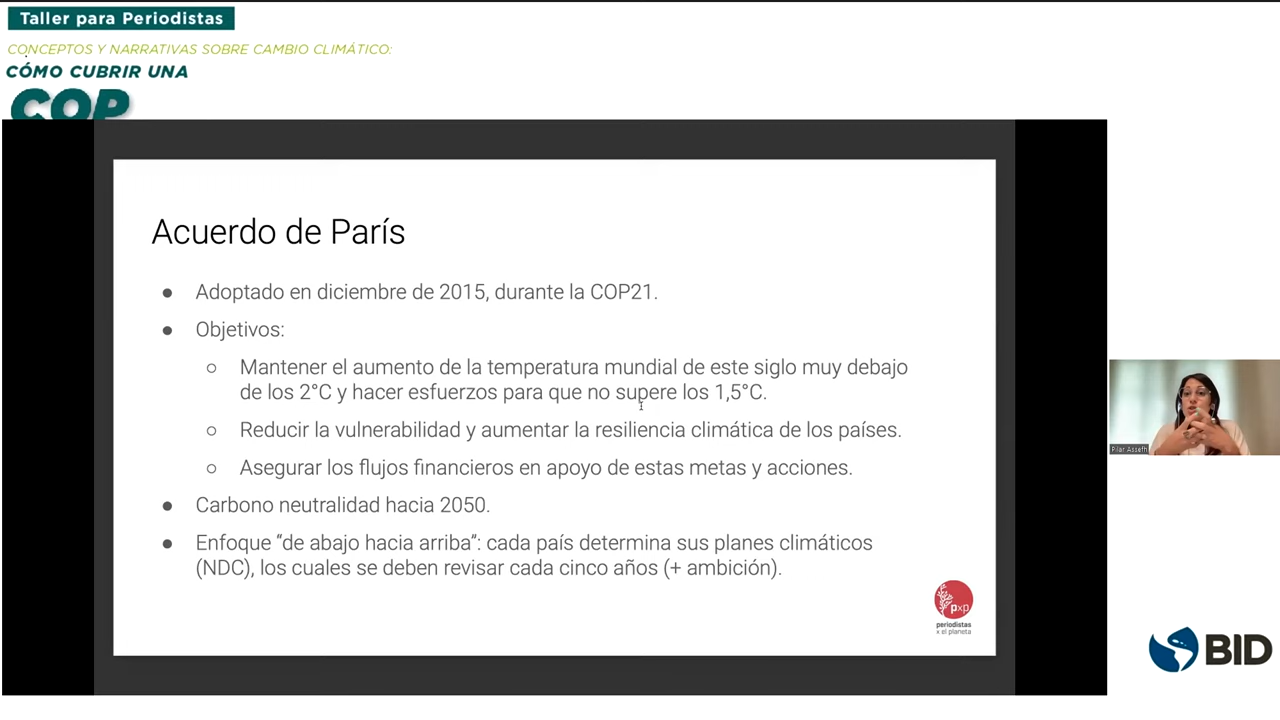 Taller para Periodistas
CONCEPTOS Y NARRATIVAS SOBRE CAMBIO CLIMÁTICO:
CÓMO CUBRIR UNA
COP
Acuerdo de París
● Adoptado en diciembre de 2015, durante la COP21.
● Objetivos:
○ Mantener el aumento de la temperatura mundial de este siglo muy debajo
de los 2°C y hacer esfuerzos para que no supere los 1,5°C.
○ Reducir la vulnerabilidad y aumentar la resiliencia climática de los países.
○ Asegurar los flujos financieros en apoyo de estas metas y acciones.
● Carbono neutralidad hacia 2050.
● Enfoque “de abajo hacia arriba”: cada país determina sus planes climáticos
(NDC), los cuales se deben revisar cada cinco años (+ ambición).
pxp
periodistas
x el planeta
Pilar Assefh
BID